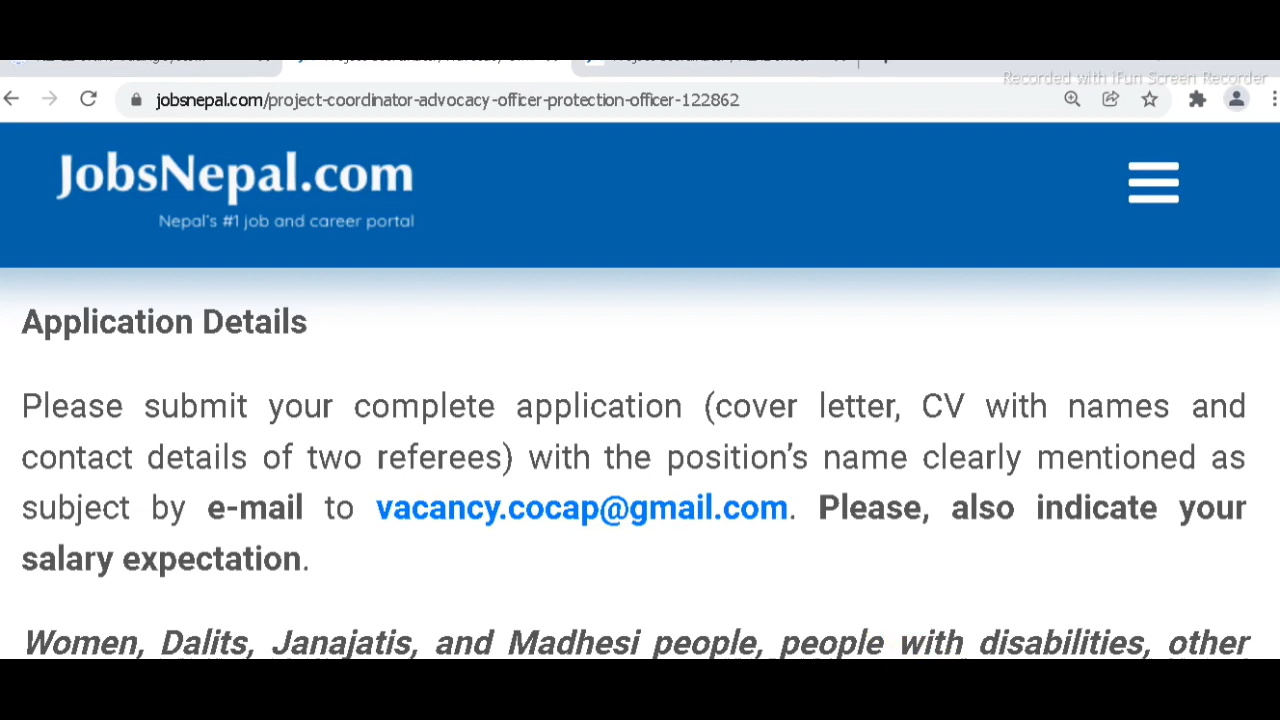 Recorded with iFun Screen Recorder
jobsnepal.com/project-coordinator-advocacy-officer-protection-officer-122862
JobsNepal.com
Nepal's #1 job and career portal
Application Details
Please submit your complete application (cover letter, CV with names and
contact details of two referees) with the position’s name clearly mentioned as
subject by e-mail to vacancy.cocap@gmail.com. Please, also indicate your
salary expectation.
Women, Dalits, Janajatis, and Madhesi people, people with disabilities, other